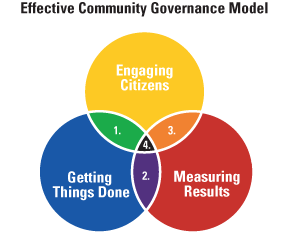 Effective Community Governance Model
Engaging
Citizens
1.
3.
4.
2.
Getting
Things Done
Measuring
Results